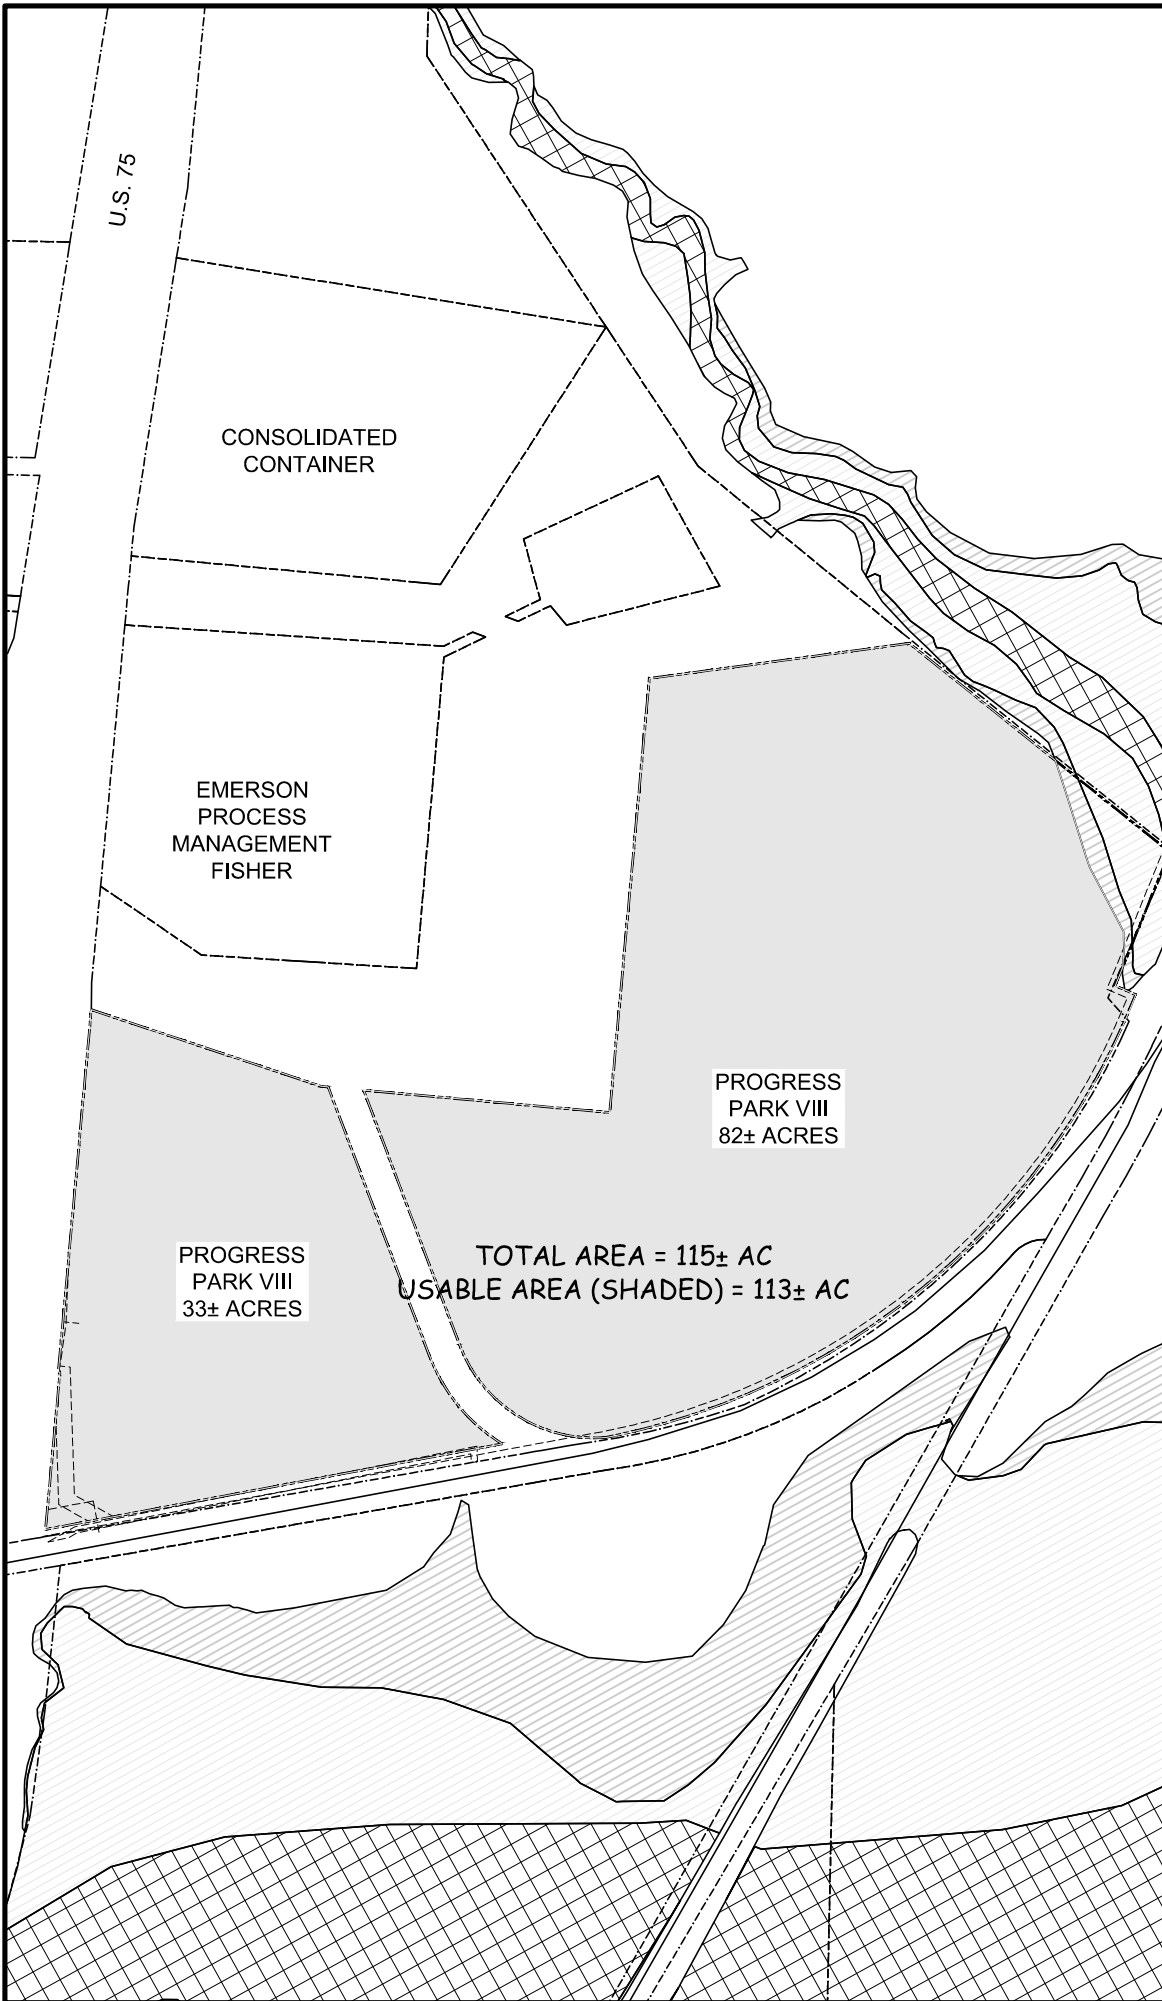 U.S. 75
CONSOLIDATED
CONTAINER
EMERSON
PROCESS
MANAGEMENT
FISHER
PROGRESS
PARK VIII
82± ACRES
PROGRESS
PARK VIII
33± ACRES
TOTAL AREA = 115± AC
USABLE AREA (SHADED) = 113± AC